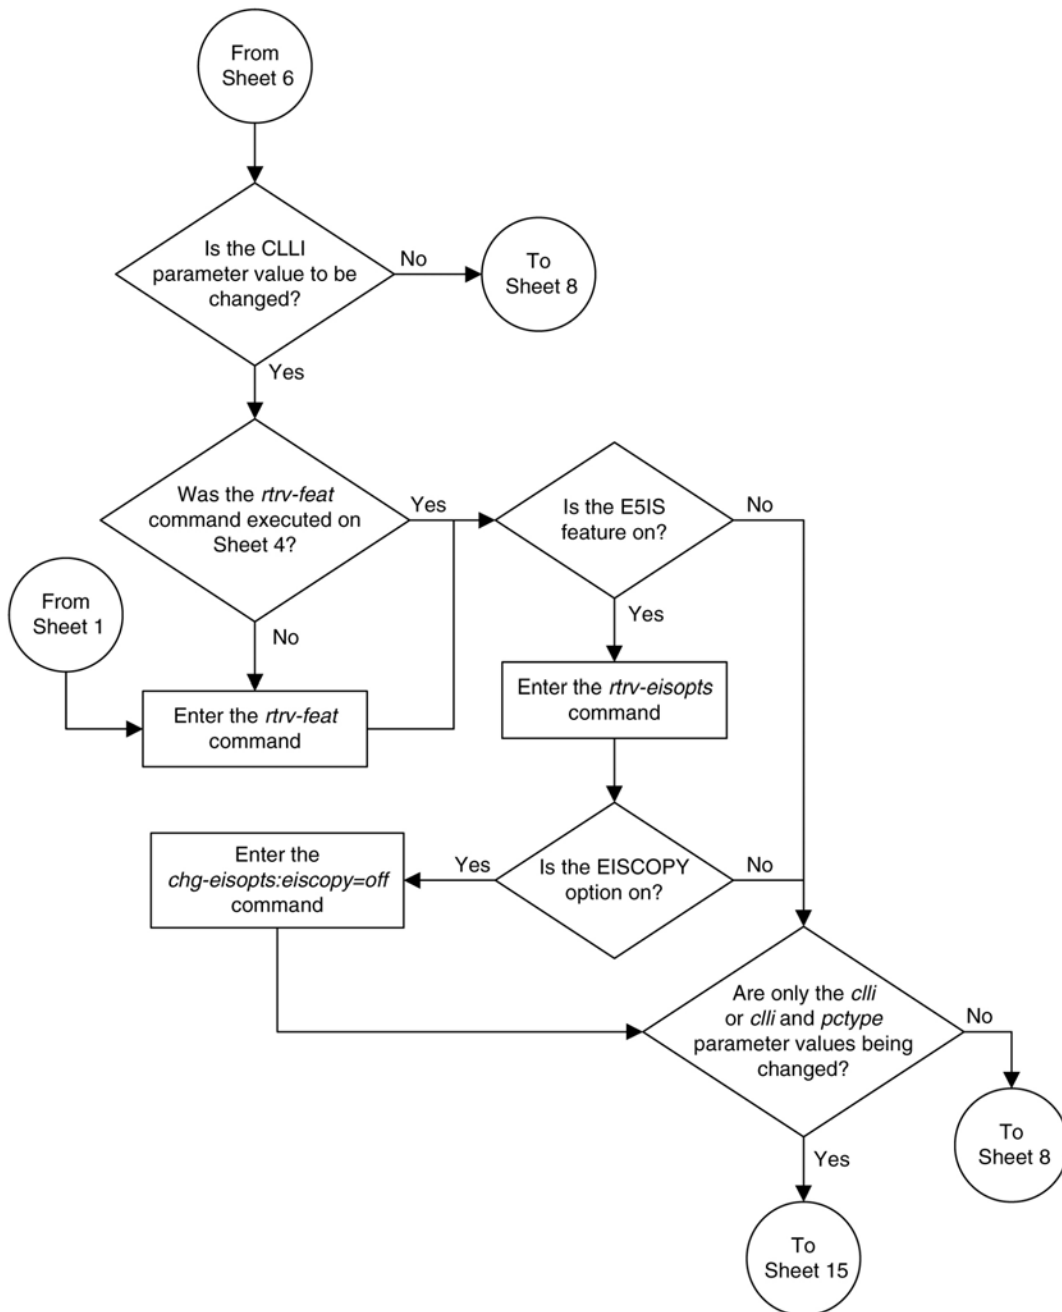 From
Sheet 6
Is the CLLI
parameter value to be
changed?
No
To
Sheet 8
Yes
Was the rtrv-feat
command executed on
Sheet 4?
Yes
Is the E5IS
feature on?
No
From
Sheet 1
No
Yes
Enter the rtrv-feat
command
Enter the rtrv-eisopts
command
Enter the
chg-eisopts:eiscopy=off
command
Yes
Is the EISCOPY
option on?
No
Are only the clli
or clli and pctype
parameter values being
changed?
No
To
Sheet 8
Yes
To
Sheet 15